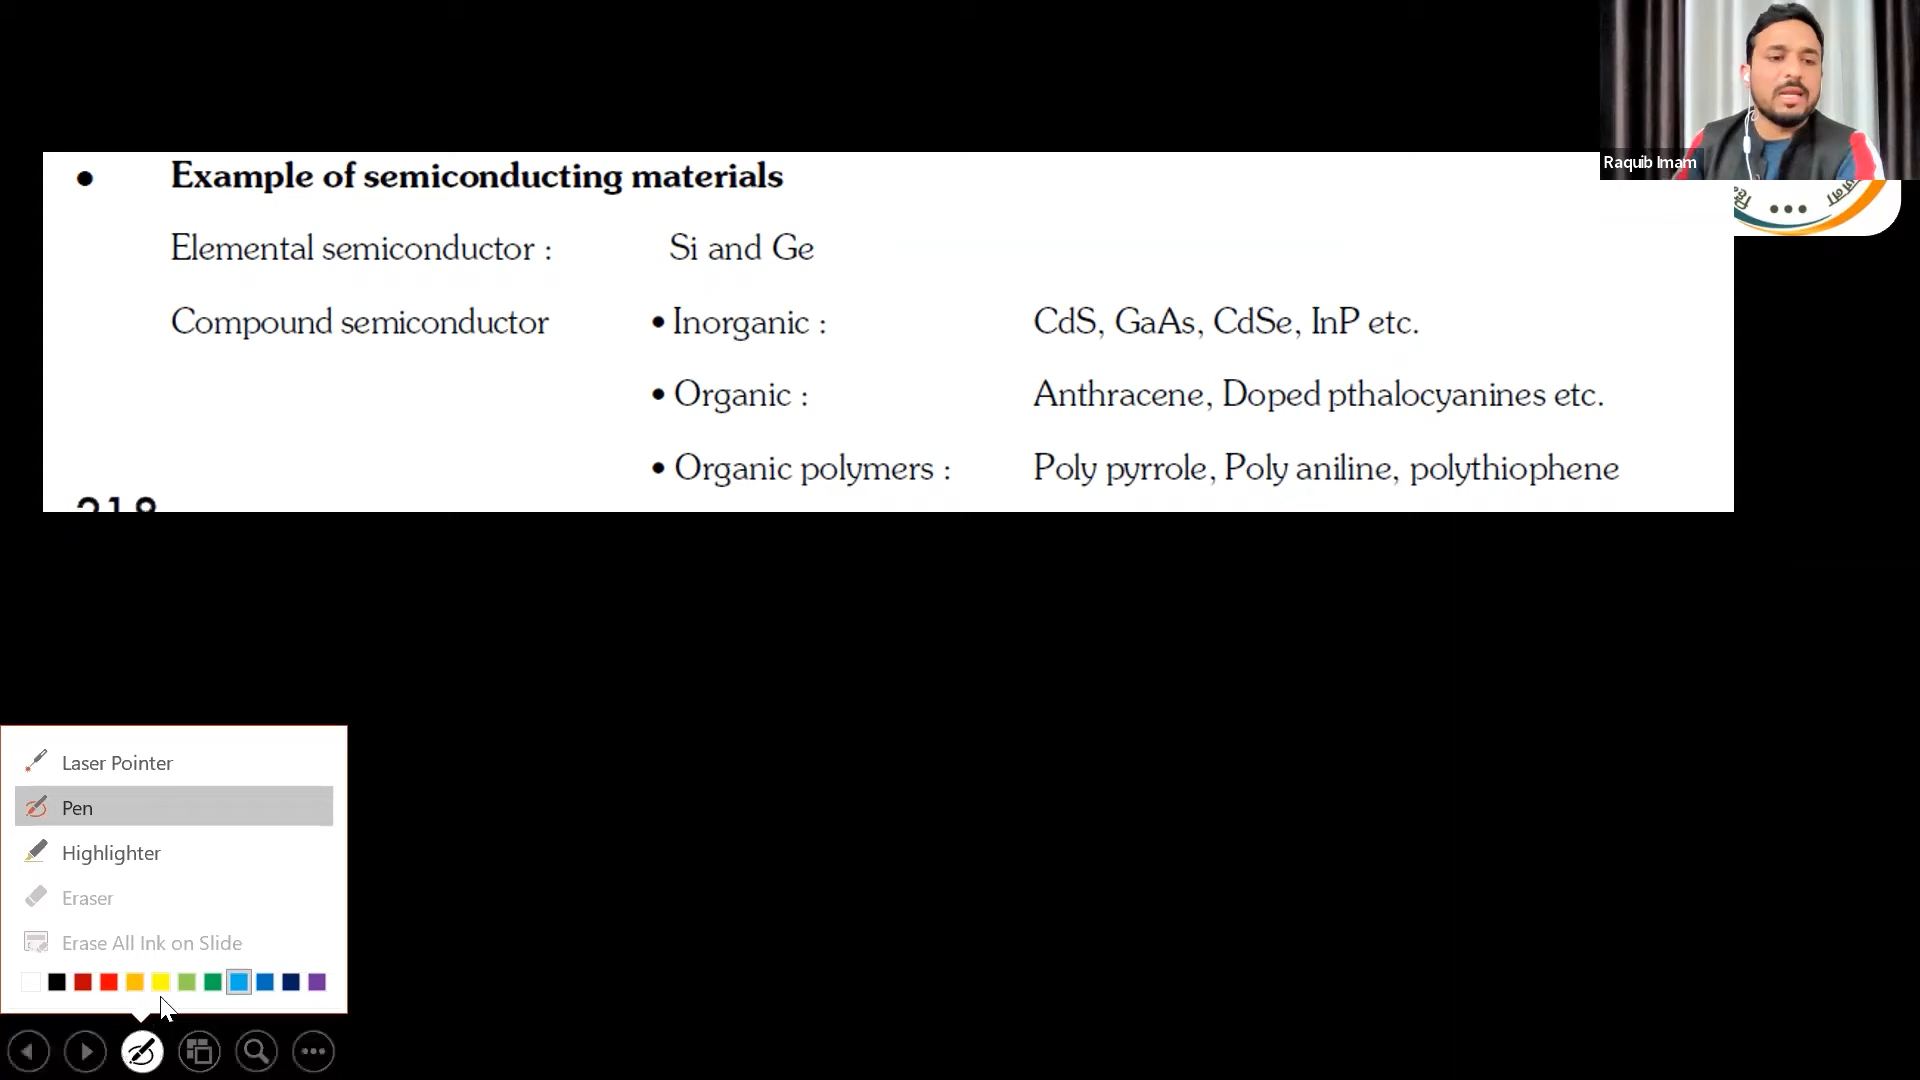 Raquib Imam
• Example of semiconducting materials
Elemental semiconductor : Si and Ge
Compound semiconductor • Inorganic : CdS, GaAs, CdSe, InP etc.
• Organic : Anthracene, Doped pthalocyanines etc.
• Organic polymers : Poly pyrrole, Poly aniline, polythiophene
Laser Pointer
Pen
Highlighter
Eraser
Erase All Ink on Slide